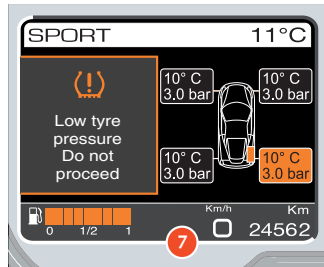 SPORT 11°C
10° C
3.0 bar
10° C
3.0 bar
Low tyre
pressure
Do not
proceed
10° C
3.0 bar
10° C
3.0 bar
Km/h Km
0 1/2 1
0 24562
7